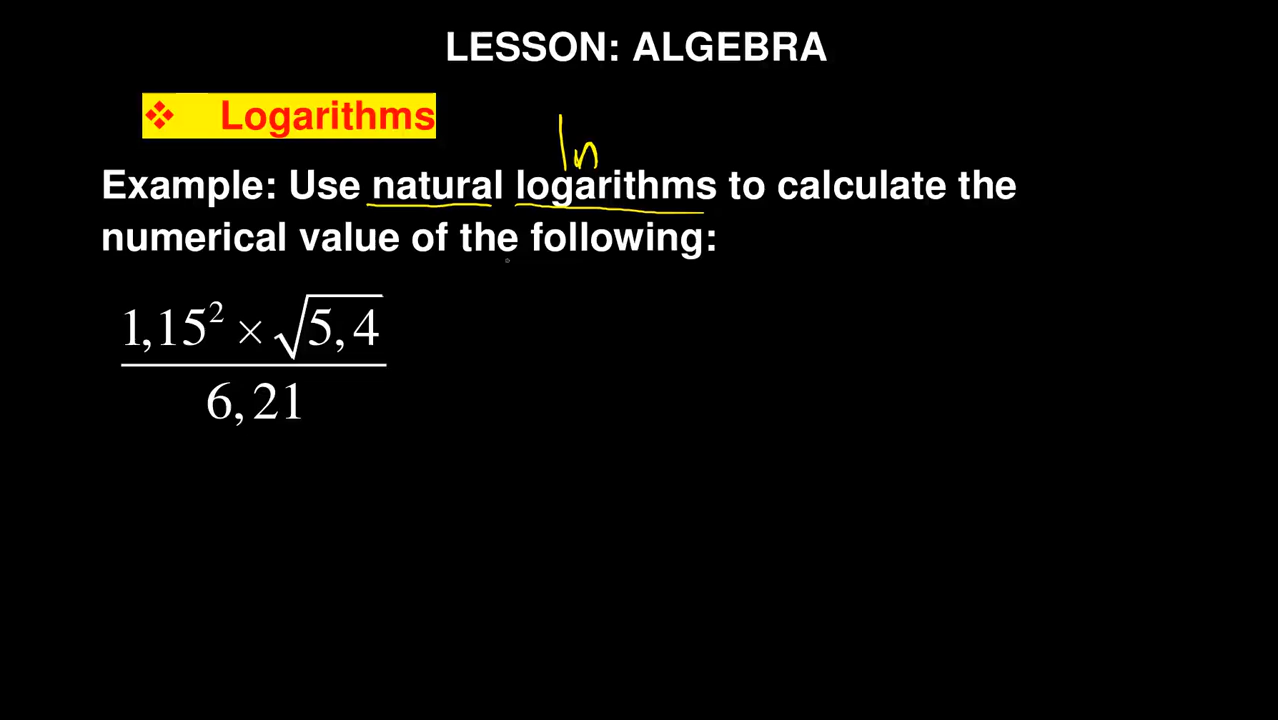 LESSON: ALGEBRA
❖ Logarithms
ln
Example: Use natural logarithms to calculate the
numerical value of the following:
1,15² × √5,4
6,21